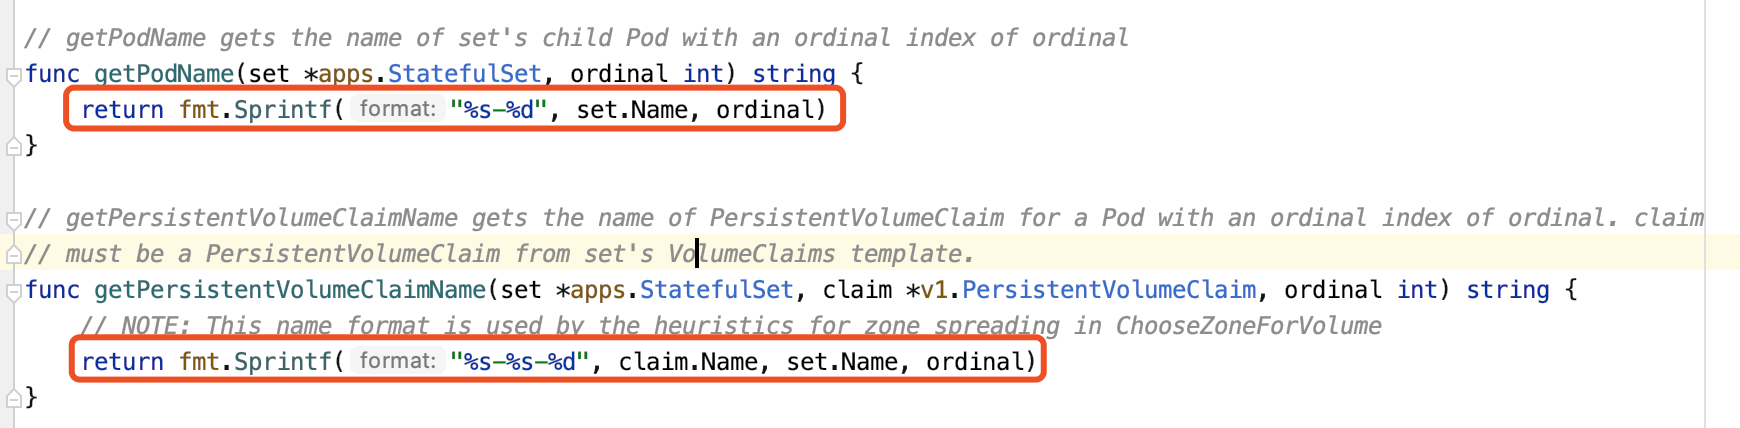 // getPodName gets the name of set's child Pod with an ordinal index of ordinal
func getPodName(set *apps.StatefulSet, ordinal int) string {
return fmt.Sprintf( format: "%s-%d", set.Name, ordinal)
}
// getPersistentVolumeClaimName gets the name of PersistentVolumeClaim for a Pod with an ordinal index of ordinal. claim
// must be a PersistentVolumeClaim from set's VolumeClaims template.
func getPersistentVolumeClaimName(set *apps.StatefulSet, claim *v1.PersistentVolumeClaim, ordinal int) string {
// NOTE: This name format is used by the heuristics for zone spreading in ChooseZoneForVolume
return fmt.Sprintf( format: "%s-%s-%d", claim.Name, set.Name, ordinal)
}